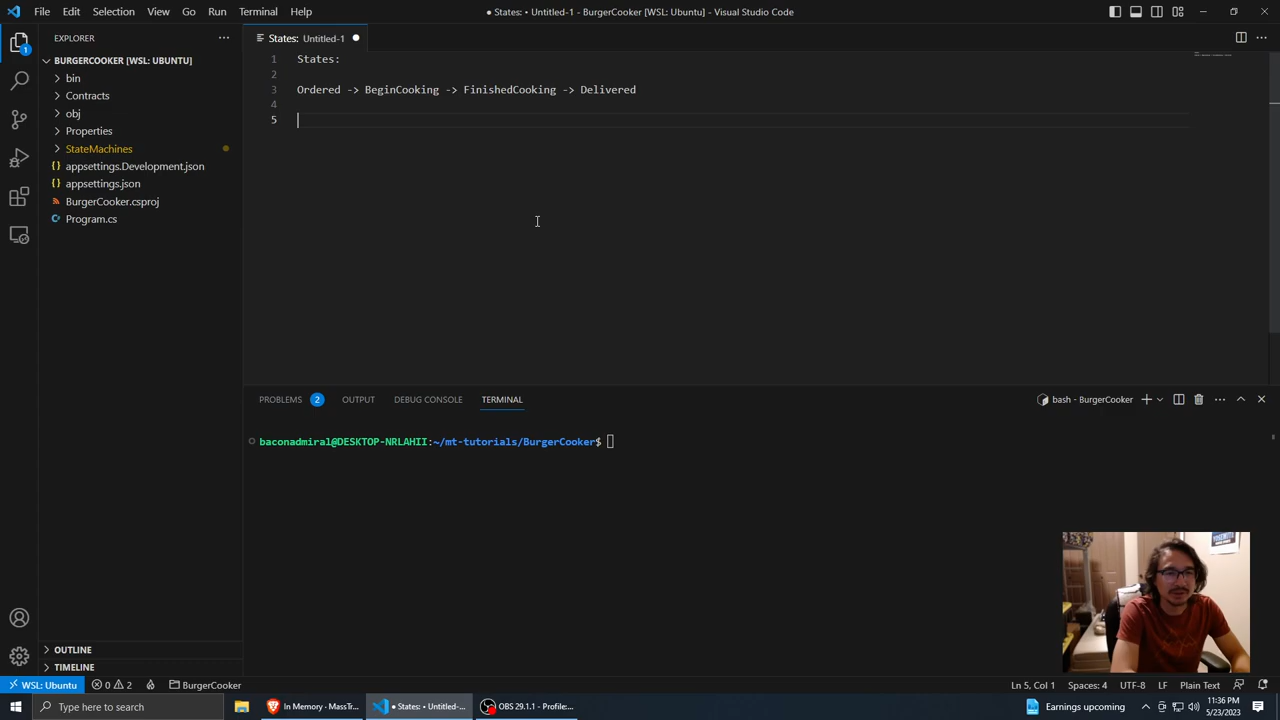 File Edit Selection View Go Run Terminal Help
● States: • Untitled-1 - BurgerCooker [WSL: Ubuntu] - Visual Studio Code
EXPLORER
BURGERCOOKER [WSL: UBUNTU]
bin
Contracts
obj
Properties
StateMachines
{} appsettings.Development.json
{} appsettings.json
BurgerCooker.csproj
Program.cs
OUTLINE
TIMELINE
1
States: Untitled-1
1 States:
2
3 Ordered -> BeginCooking -> FinishedCooking -> Delivered
4
5
PROBLEMS 2 OUTPUT DEBUG CONSOLE TERMINAL
bash - BurgerCooker
baconadmiral@DESKTOP-NRLAHII:~/mt-tutorials/BurgerCooker$
YOSEMITE
WSL: Ubuntu 0 2 BurgerCooker
Ln 5, Col 1 Spaces: 4 UTF-8 LF Plain Text
Type here to search
In Memory · MassTr...
● States: • Untitled-...
OBS 29.1.1 - Profile:...
Earnings upcoming
11:36 PM
5/23/2023